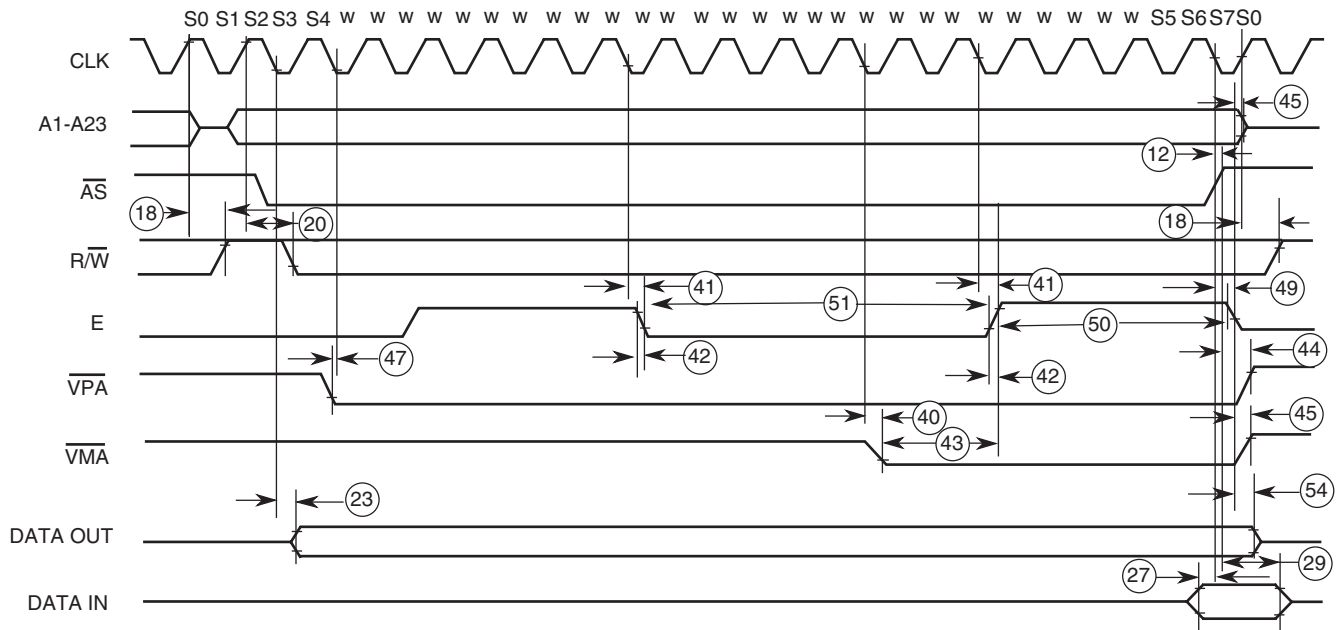 S0 S1 S2 S3 S4 w w w w w w w w w w w w w w w w w w w w w w w w w w w w S5 S6 S7 S0
CLK
45
A1-A23
12
AS
18 20 18
R/W
41 41 49
51
E 50
47 42 44
VPA 42
40 45
43
VMA
23 54
DATA OUT
27 29
DATA IN